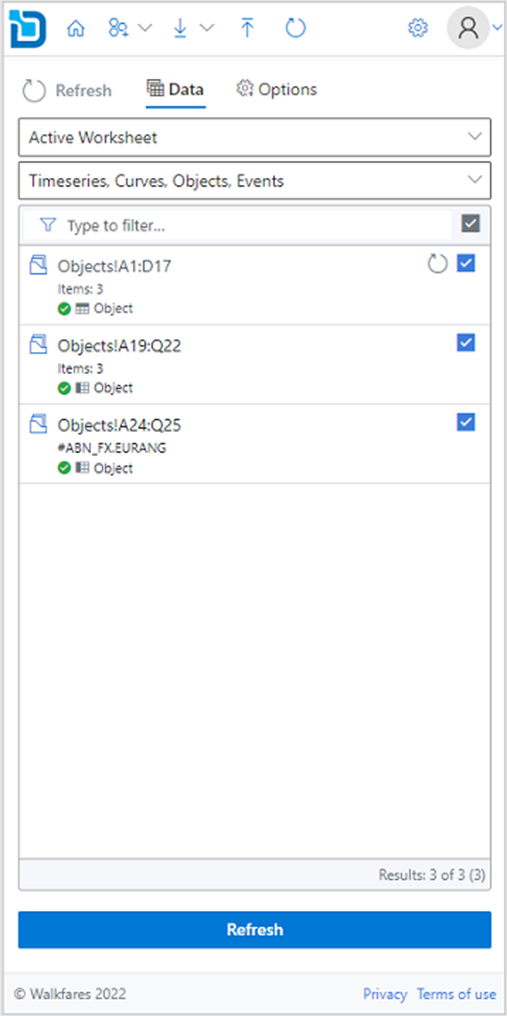 Refresh
Data
Options
Active Worksheet
Timeseries, Curves, Objects, Events
Type to filter...
Objects!A1:D17
Items: 3
Object
Objects!A19:Q22
Items: 3
Object
Objects!A24:Q25
#ABN_FX.EURANG
Object
Results: 3 of 3 (3)
Refresh
© Walkfares 2022
Privacy
Terms of use